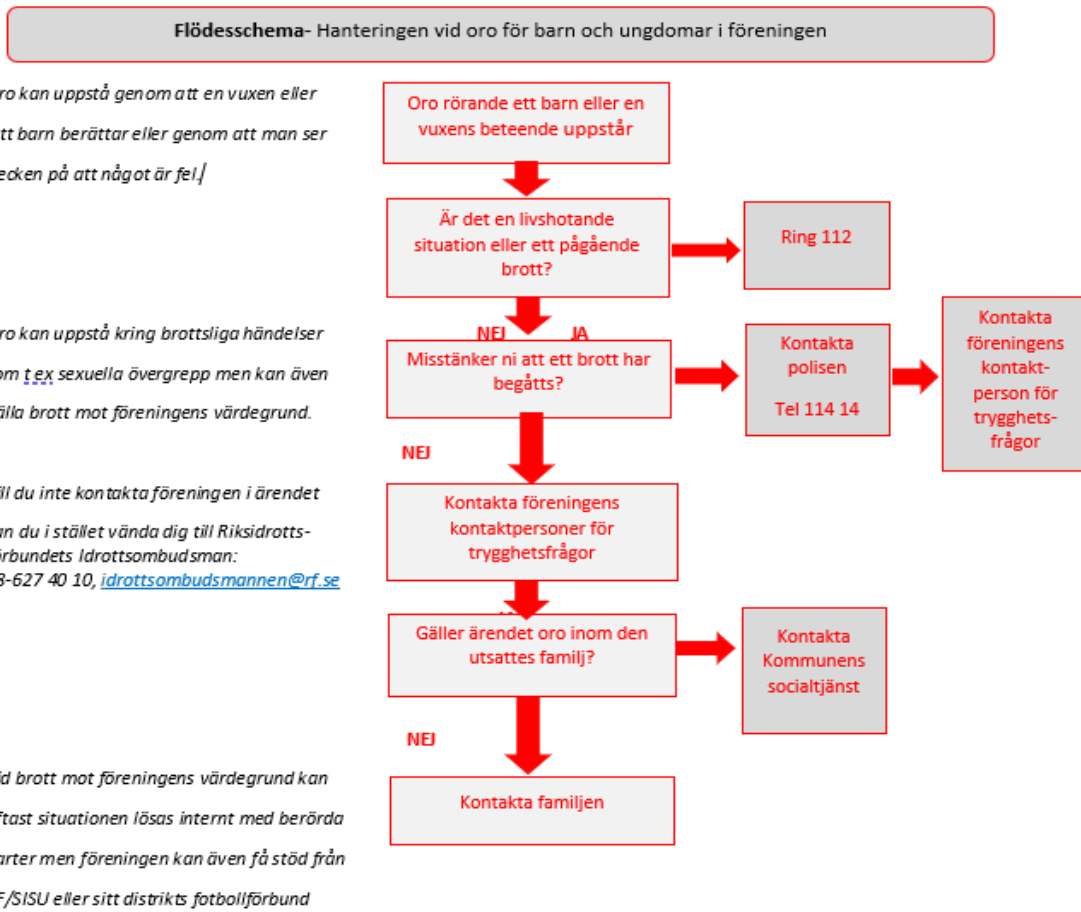 Flödesschema- Hanteringen vid oro för barn och ungdomar i föreningen
ro kan uppstå genom att en vuxen eller
tt barn berättar eller genom att man ser
ecken på att något är fel.
Oro rörande ett barn eller en
vuxens beteende uppstår
Är det en livshotande
situation eller ett pågående
brott?
Ring 112
ro kan uppstå kring brottsliga händelser
om t ex sexuella övergrepp men kan även
älla brott mot föreningens värdegrund.
NEJ JA
Misstänker ni att ett brott har
begåtts?
Kontakta
polisen
Tel 114 14
Kontakta
föreningens
kontakt-
person för
trygghets-
frågor
NEJ
ill du inte kontakta föreningen i ärendet
an du i stället vända dig till Riksidrotts-
örbundets Idrottsombudsman:
8-627 40 10, idrottsombudsmannen@rf.se
Kontakta föreningens
kontaktpersoner för
trygghetsfrågor
Gäller ärendet oro inom den
utsattes familj?
Kontakta
Kommunens
socialtjänst
NEJ
id brott mot föreningens värdegrund kan
ftast situationen lösas internt med berörda
arter men föreningen kan även få stöd från
F/SISU eller sitt distrikts fotbollförbund
Kontakta familjen